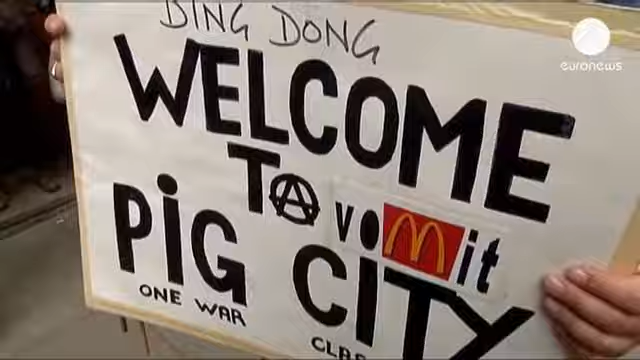 DING DONG
euronews
WELCOME
TO voMit
PiG CITY
ONE WAR